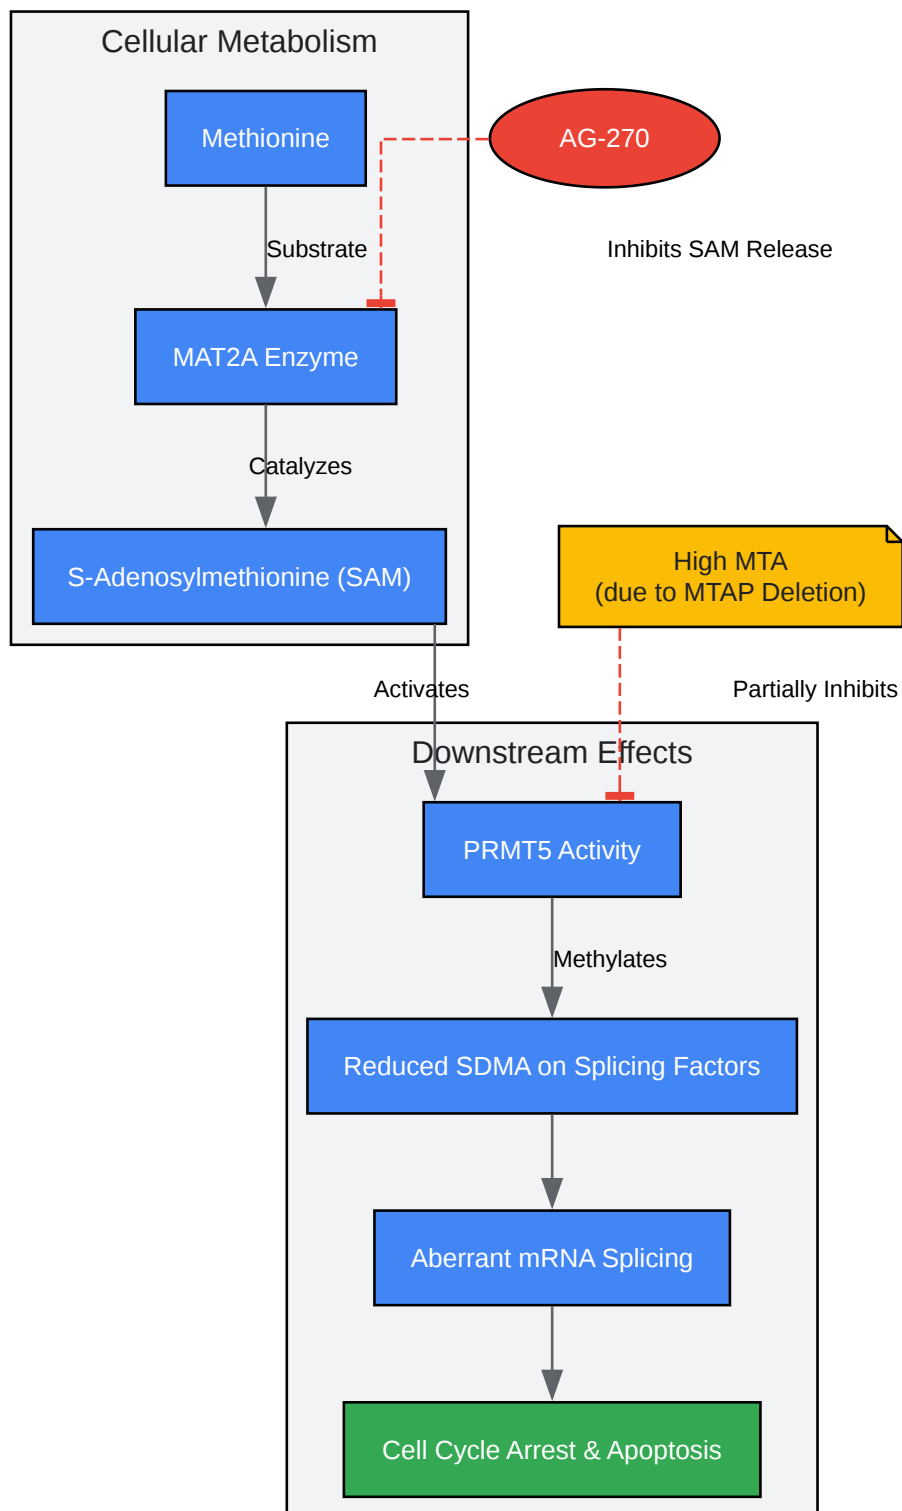 Cellular Metabolism
Methionine
AG-270
Substrate
Inhibits SAM Release
MAT2A Enzyme
Catalyzes
S-Adenosylmethionine (SAM)
High MTA
(due to MTAP Deletion)
Activates
Partially Inhibits
Downstream Effects
PRMT5 Activity
Methylates
Reduced SDMA on Splicing Factors
Aberrant mRNA Splicing
Cell Cycle Arrest & Apoptosis